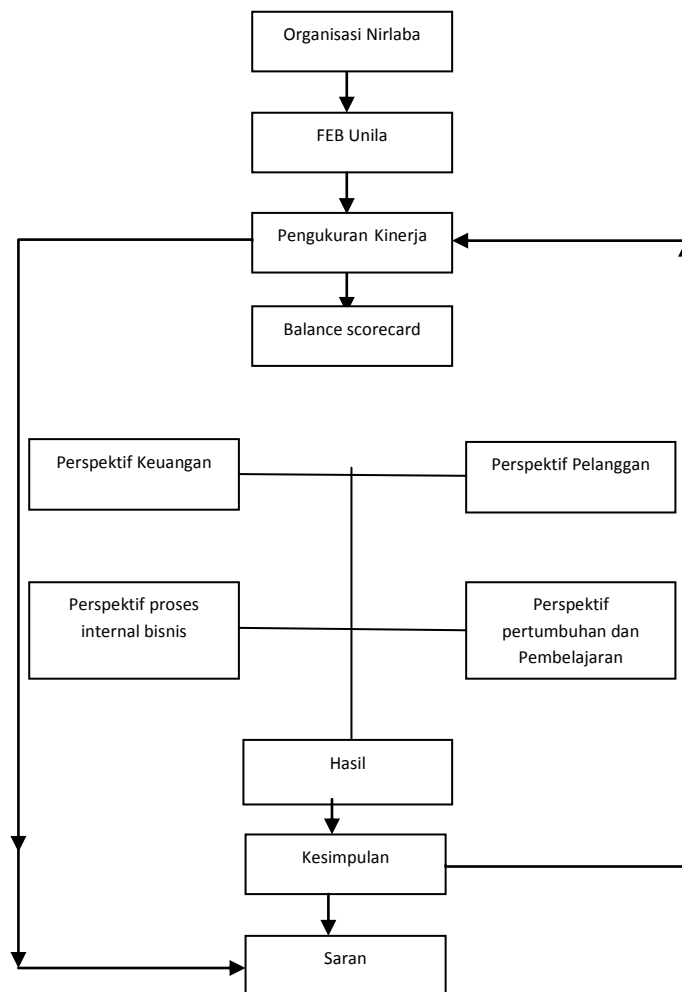 Organisasi Nirlaba
FEB Unila
Pengukuran Kinerja
Balance scorecard
Perspektif Keuangan
Perspektif Pelanggan
Perspektif proses
internal bisnis
Perspektif
pertumbuhan dan
Pembelajaran
Hasil
Kesimpulan
Saran